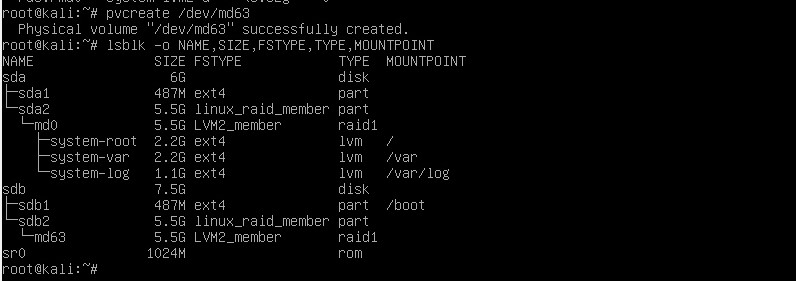 root@kali:~# pvcreate /dev/md63
  Physical volume "/dev/md63" successfully created.
root@kali:~# lsblk -o NAME,SIZE,FSTYPE,TYPE,MOUNTPOINT
NAME               SIZE FSTYPE            TYPE  MOUNTPOINT
sda                  6G                   disk
├─sda1             487M ext4              part
└─sda2             5.5G linux_raid_member part
  └─md0            5.5G LVM2_member       raid1
    ├─system-root  2.2G ext4              lvm   /
    ├─system-var   2.2G ext4              lvm   /var
    └─system-log   1.1G ext4              lvm   /var/log
sdb                7.5G                   disk
├─sdb1             487M ext4              part  /boot
└─sdb2             5.5G linux_raid_member part
  └─md63           5.5G LVM2_member       raid1
sr0               1024M                   rom
root@kali:~#